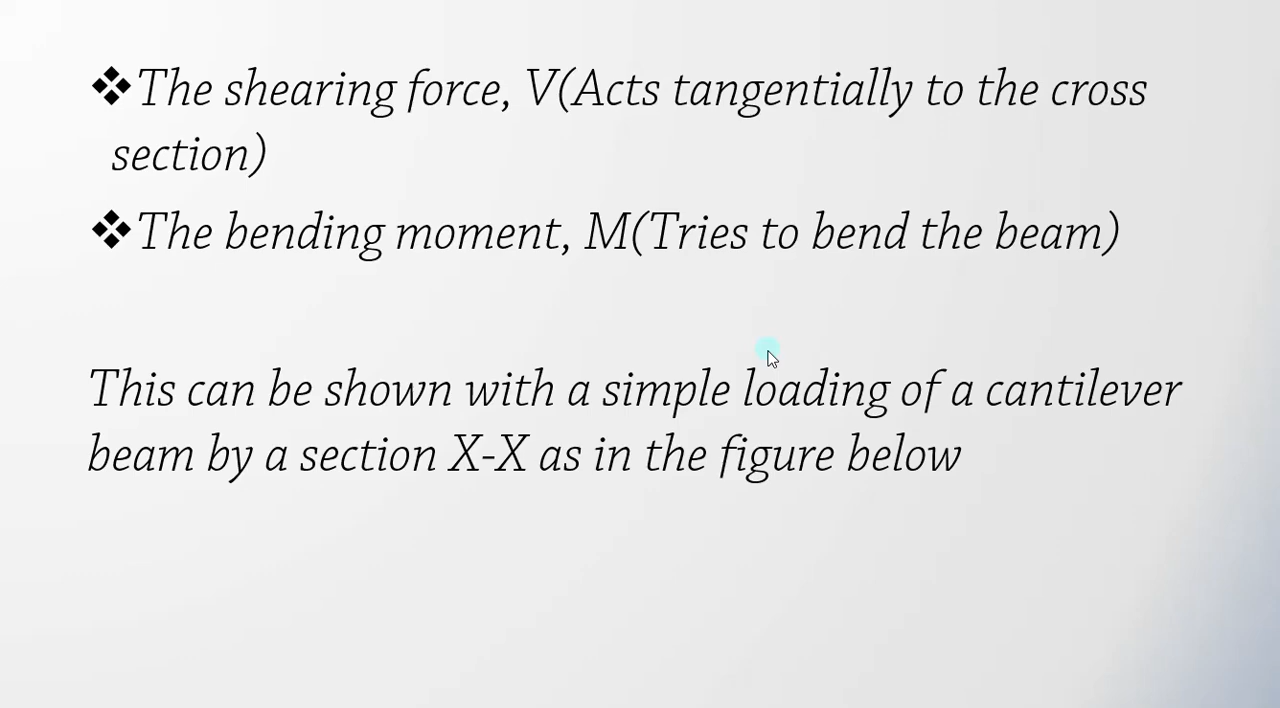 ❖The shearing force, V(Acts tangentially to the cross
section)
❖The bending moment, M(Tries to bend the beam)
This can be shown with a simple loading of a cantilever
beam by a section X-X as in the figure below